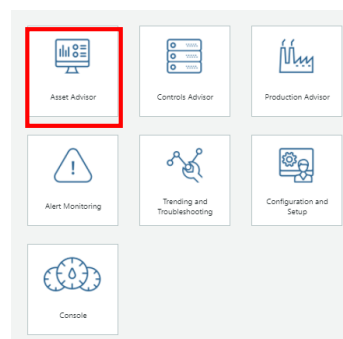 Asset Advisor
Controls Advisor
Production Advisor
Alert Monitoring
Trending and
Troubleshooting
Configuration and
Setup
Console